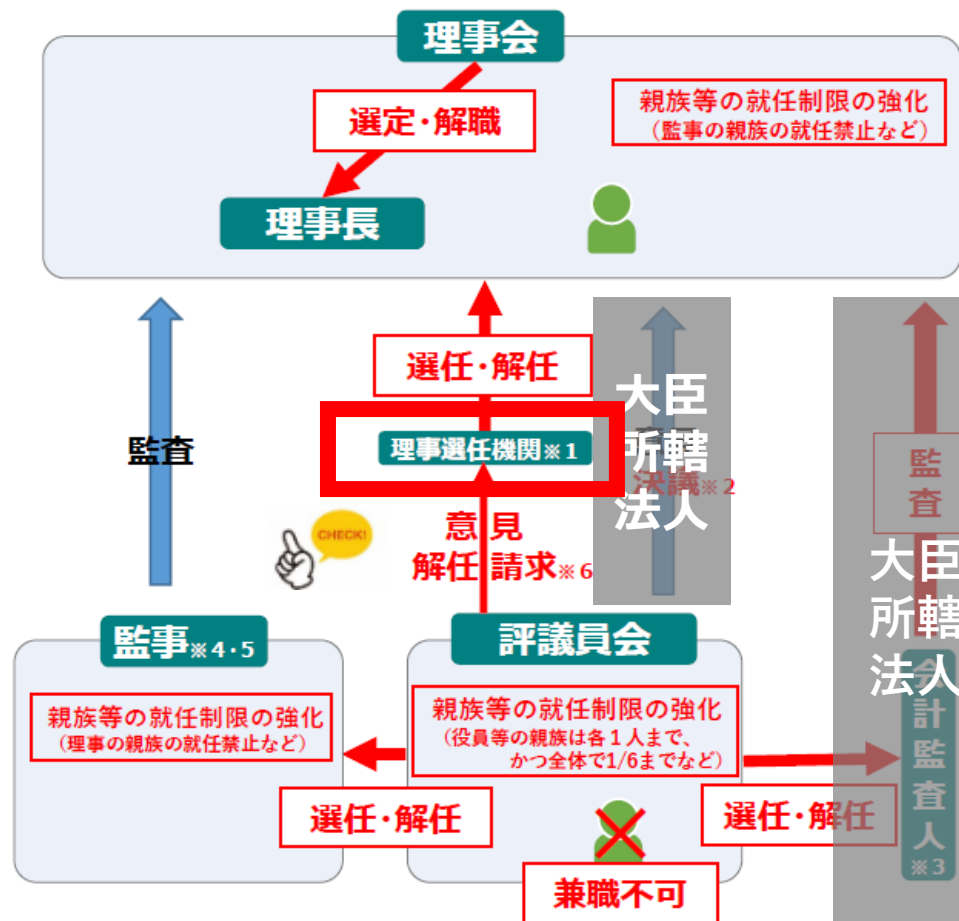 理事会
選定・解職
親族等の就任制限の強化
（監事の親族の就任禁止など）
理事長
選任・解任
監査
理事選任機関※1
大臣
所轄
法人
決議※2
監
査
CHECK!
意見
解任請求※6
大臣
所轄
法人
監事※4・5
評議員会
親族等の就任制限の強化
（理事の親族の就任禁止など）
親族等の就任制限の強化
（役員等の親族は各１人まで、
かつ全体で1/6までなど）
会
計
監
査
人
※3
選任・解任
選任・解任
兼職不可